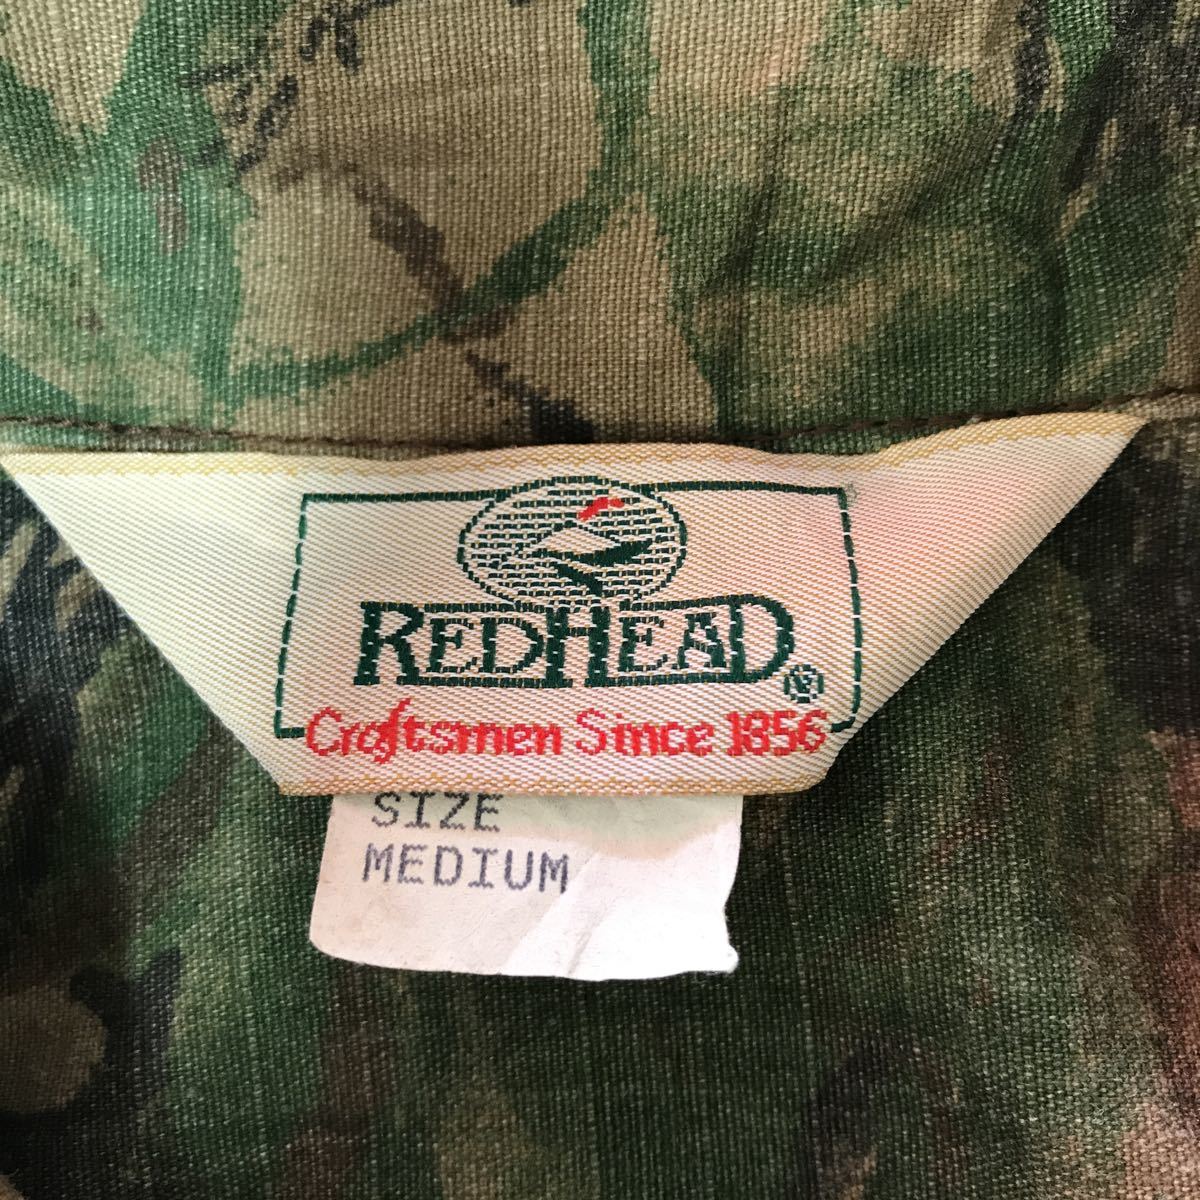 REDHEAD®
Craftsmen Since 1856
SIZE
MEDIUM